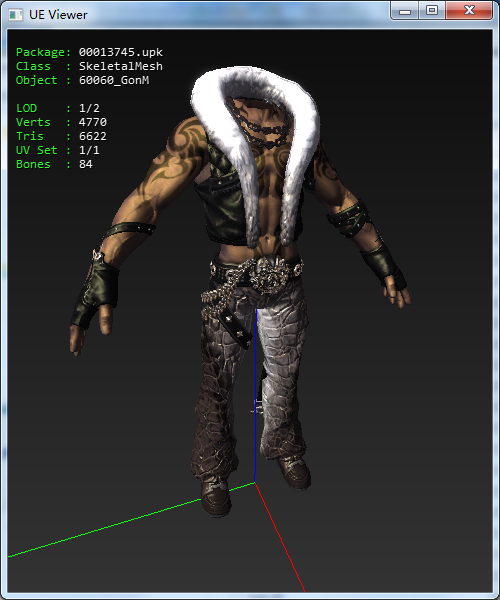 UE Viewer
Package: 00013745.upk
Class : SkeletalMesh
Object : 60060_GonM
LOD : 1/2
Verts : 4770
Tris : 6622
UV Set : 1/1
Bones : 84